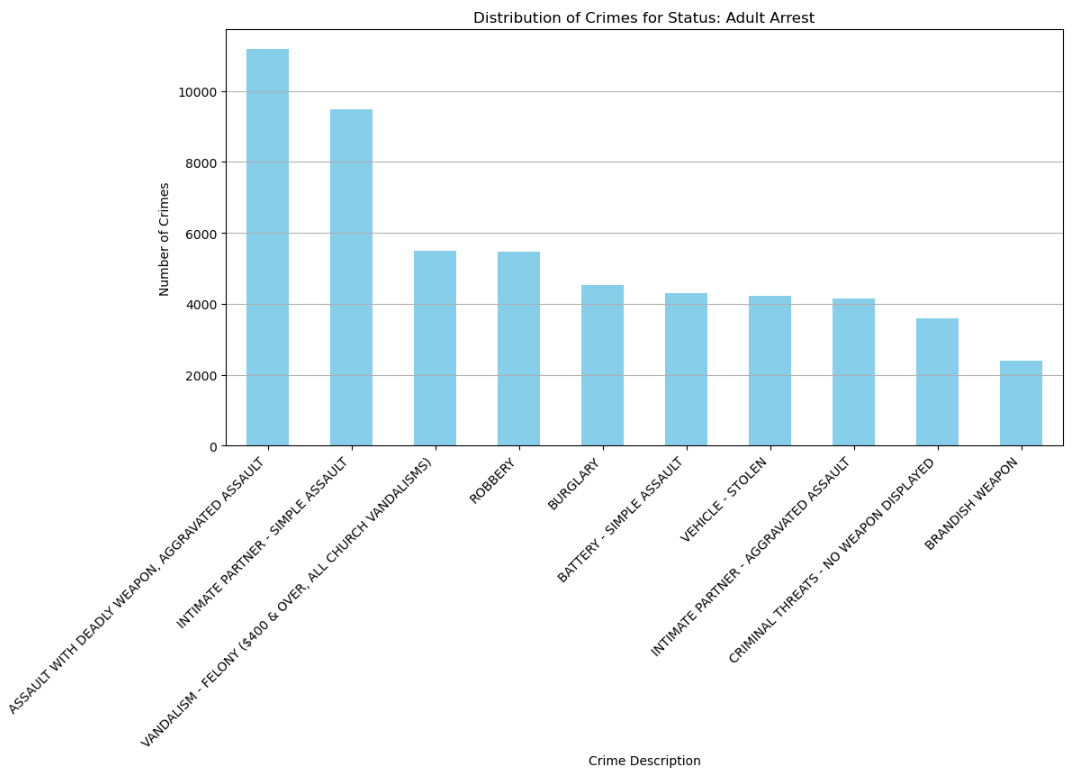 Distribution of Crimes for Status: Adult Arrest
Number of Crimes
10000
8000
6000
4000
2000
0
ASSAULT WITH DEADLY WEAPON, AGGRAVATED ASSAULT
INTIMATE PARTNER - SIMPLE ASSAULT
VANDALISM - FELONY ($400 & OVER, ALL CHURCH VANDALISMS)
ROBBERY
BURGLARY
BATTERY - SIMPLE ASSAULT
VEHICLE - STOLEN
INTIMATE PARTNER - AGGRAVATED ASSAULT
CRIMINAL THREATS - NO WEAPON DISPLAYED
BRANDISH WEAPON
Crime Description